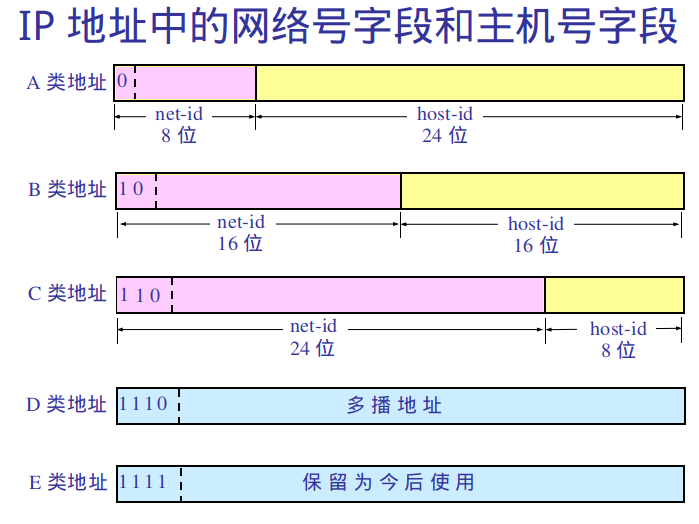 IP 地址中的网络号字段和主机号字段
A 类地址 0
net-id host-id
8 位 24 位
B 类地址 1 0
net-id host-id
16 位 16 位
C 类地址 1 1 0
net-id host-id
24 位 8 位
D 类地址 1 1 1 0 多播地址
E 类地址 1 1 1 1 保留为今后使用